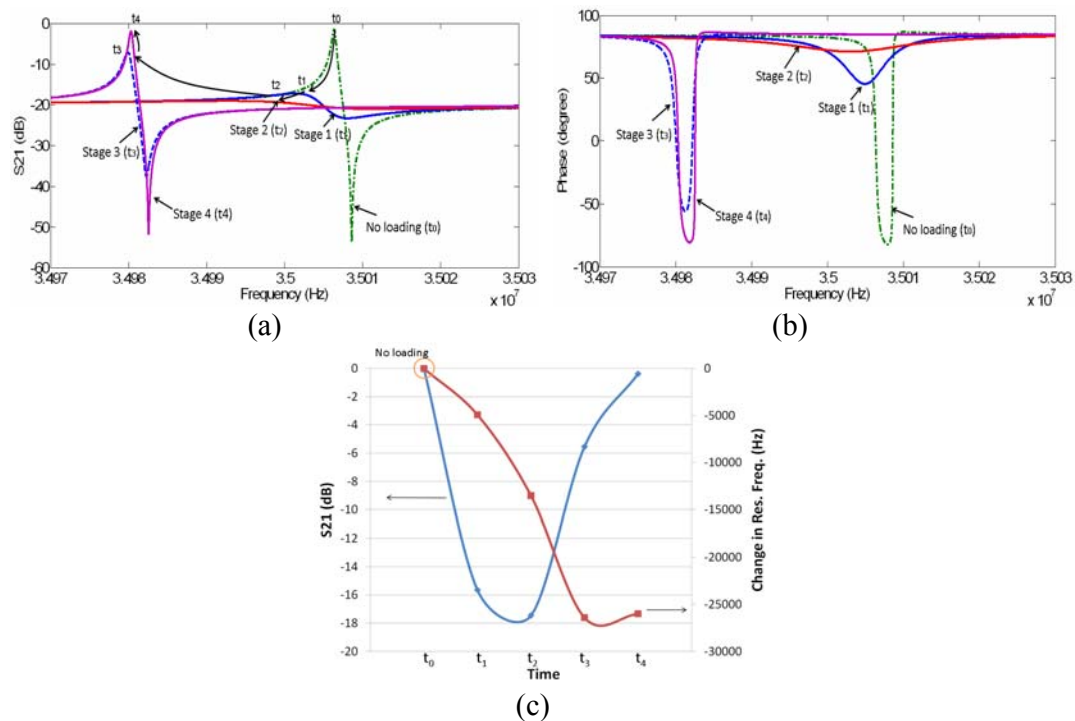 t4
t0
t3
t2
t1
Stage 2 (t2)
Stage 1 (t1)
Stage 3 (t3)
Stage 4 (t4)
No loading (t0)
S21 (dB)
0
-10
-20
-30
-40
-50
-60
3.497
3.498
3.499
3.5
3.501
3.502
3.503
Frequency (Hz)
x 10⁷
(a)
Stage 2 (t2)
Stage 1 (t1)
Stage 3 (t3)
Stage 4 (t4)
No loading (t0)
Phase (degree)
100
50
0
-50
-100
3.497
3.498
3.499
3.5
3.501
3.502
3.503
Frequency (Hz)
x 10⁷
(b)
No loading
S21 (dB)
0
-2
-4
-6
-8
-10
-12
-14
-16
-18
-20
0
-5000
-10000
-15000
-20000
-25000
-30000
Change in Res. Freq. (Hz)
t₀
t₁
t₂
t₃
t₄
Time
(c)